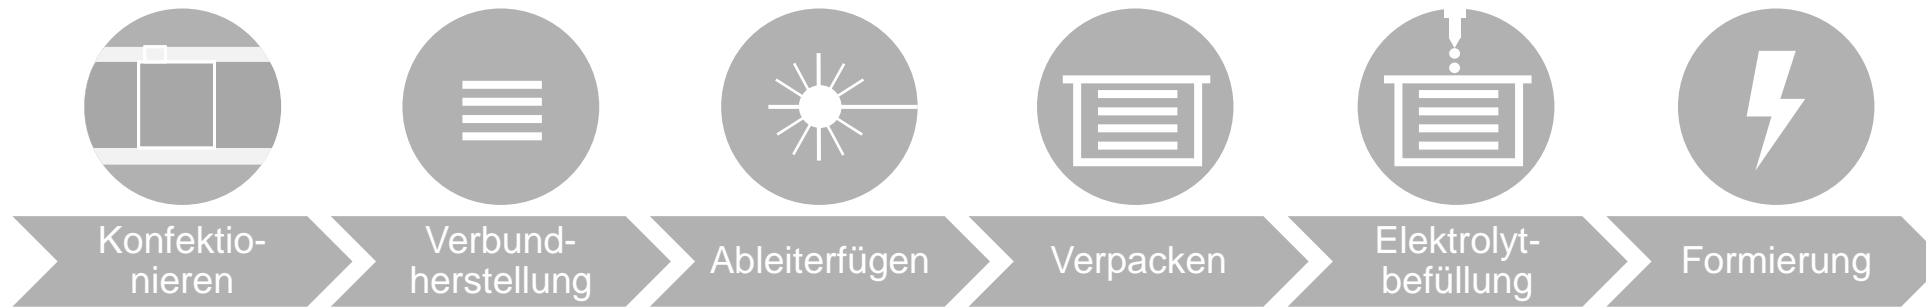 Konfektio-
nieren
Verbund-
herstellung
Ableiterfügen
Verpacken
Elektrolyt-
befüllung
Formierung